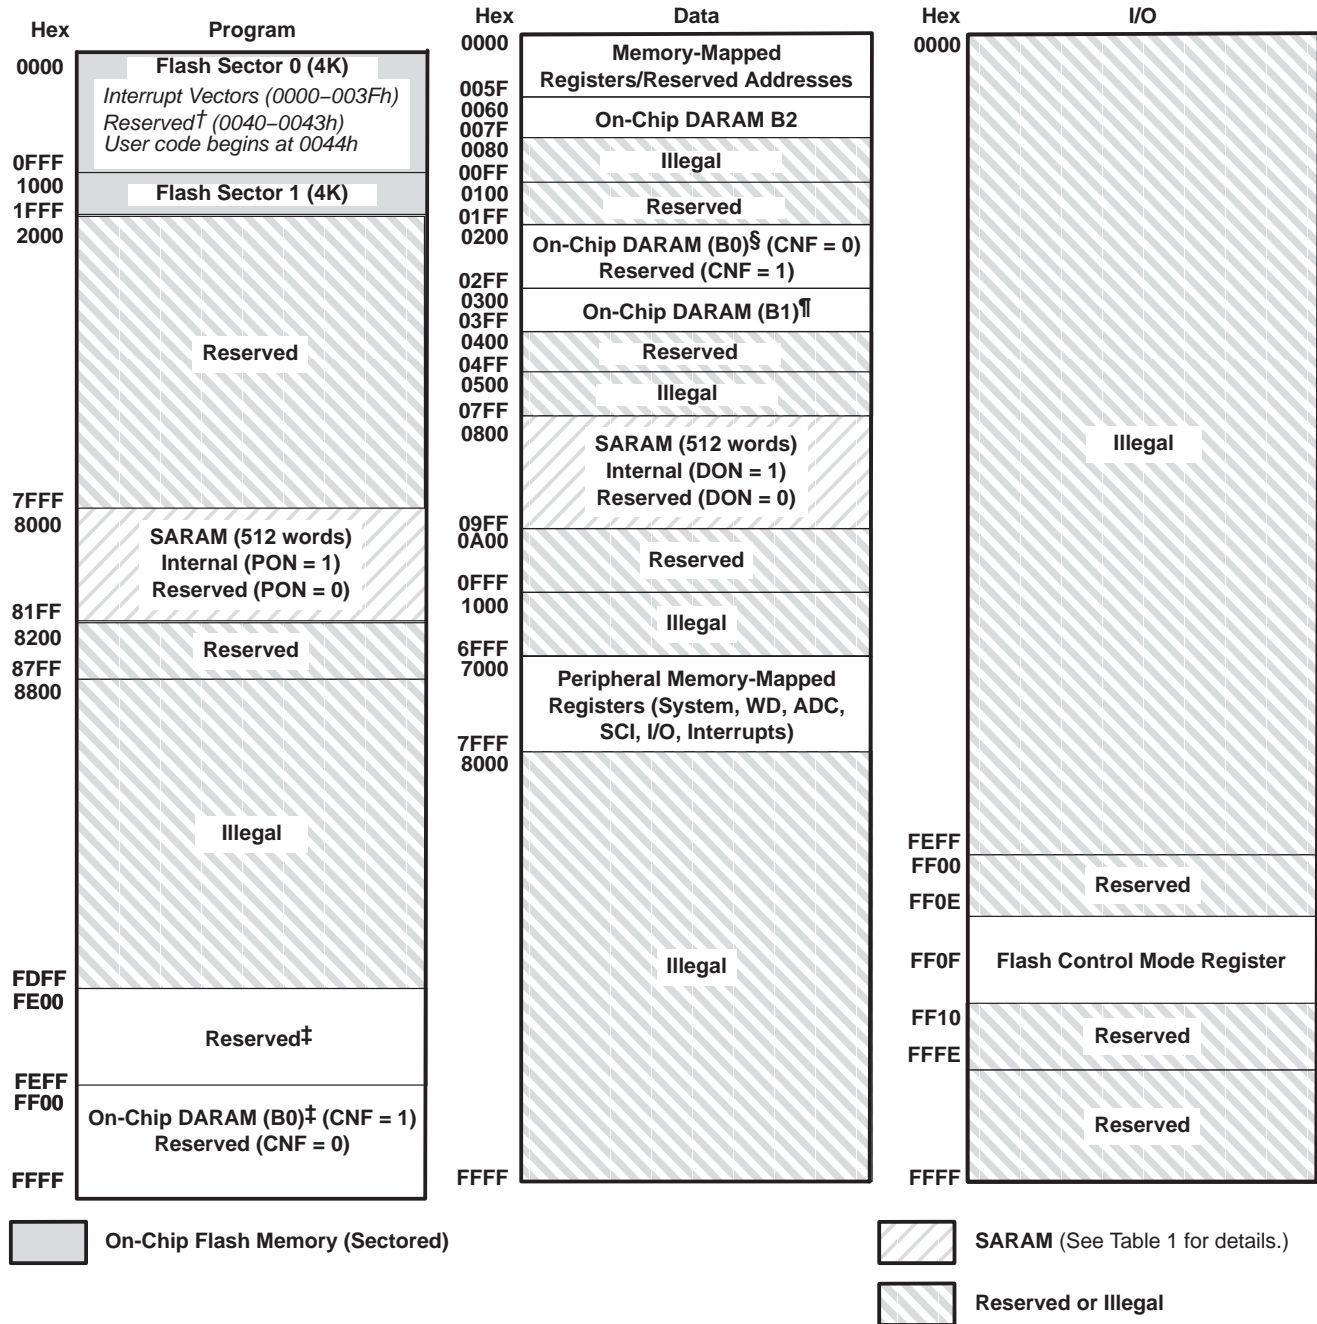 Hex Program
0000
Flash Sector 0 (4K)
Interrupt Vectors (0000–003Fh)
Reserved† (0040–0043h)
User code begins at 0044h
0FFF
1000
Flash Sector 1 (4K)
1FFF
2000
Reserved
7FFF
8000
SARAM (512 words)
Internal (PON = 1)
Reserved (PON = 0)
81FF
8200
Reserved
87FF
8800
Illegal
FDFF
FE00
Reserved‡
FEFF
FF00
On-Chip DARAM (B0)‡ (CNF = 1)
Reserved (CNF = 0)
FFFF
Hex Data
0000
Memory-Mapped
Registers/Reserved Addresses
005F
0060
On-Chip DARAM B2
007F
0080
Illegal
00FF
0100
Reserved
01FF
0200
On-Chip DARAM (B0)§ (CNF = 0)
Reserved (CNF = 1)
02FF
0300
On-Chip DARAM (B1)¶
03FF
0400
Reserved
04FF
0500
Illegal
07FF
0800
SARAM (512 words)
Internal (DON = 1)
Reserved (DON = 0)
09FF
0A00
Reserved
0FFF
1000
Illegal
6FFF
7000
Peripheral Memory-Mapped
Registers (System, WD, ADC,
SCI, I/O, Interrupts)
7FFF
8000
Illegal
FFFF
Hex I/O
0000
Illegal
FEFF
FF00
Reserved
FF0E
FF0F Flash Control Mode Register
FF10
Reserved
FFFE
Reserved
FFFF
On-Chip Flash Memory (Sectored)
SARAM (See Table 1 for details.)
Reserved or Illegal